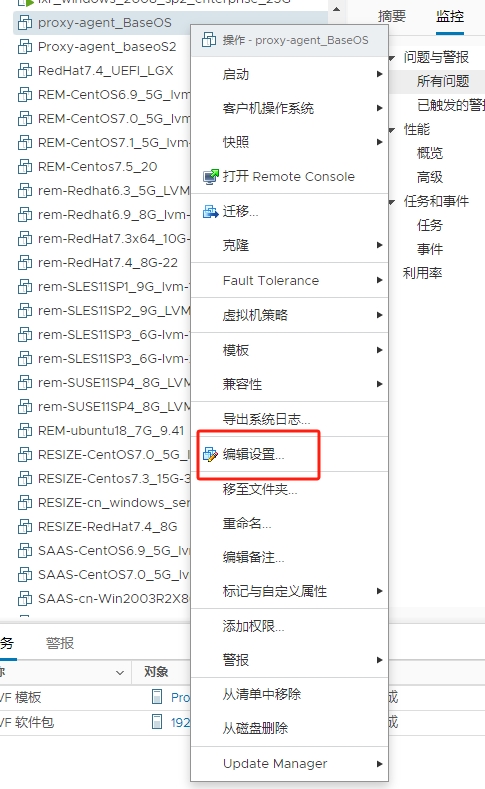 proxy-agent_BaseOS
Proxy-agent_baseoS2
RedHat7.4_UEFI_LGX
REM-CentOS6.9_5G_lvm
REM-CentOS7.0_5G_lvm-
REM-CentOS7.1_5G_lvm-
REM-Centos7.5_20
rem-Redhat6.3_5G_LVM
rem-Redhat6.9_8G_lvm-
rem-RedHat7.3x64_10G-
rem-RedHat7.4_8G-22
rem-SLES11SP1_9G_lvm-
rem-SLES11SP2_9G_LVM
rem-SLES11SP3_6G-lvm-
rem-SLES11SP3_6G-lvm-
rem-SUSE11SP4_8G_LVM
rem-SUSE11SP4_8G_LVM
REM-ubuntu18_7G_9.41
RESIZE-CentOS7.0_5G_l
RESIZE-Centos7.3_15G-3
RESIZE-cn_windows_ser
RESIZE-RedHat7.4_8G
SAAS-CentOS6.9_5G_lv
SAAS-CentOS7.0_5G_lv
SAAS-cn-Win2003R2X8
操作 - proxy-agent_BaseOS
启动
客户机操作系统
快照
打开 Remote Console
迁移...
克隆
Fault Tolerance
虚拟机策略
模板
兼容性
导出系统日志...
编辑设置...
移至文件夹...
重命名...
编辑备注...
标记与自定义属性
添加权限...
警报
从清单中移除
从磁盘删除
Update Manager
摘要
监控
问题与警报
所有问题
已触发的警
性能
概览
高级
任务和事件
任务
事件
利用率
务
警报
称
对象
VF 模板
Pro
成
VF 软件包
192
成